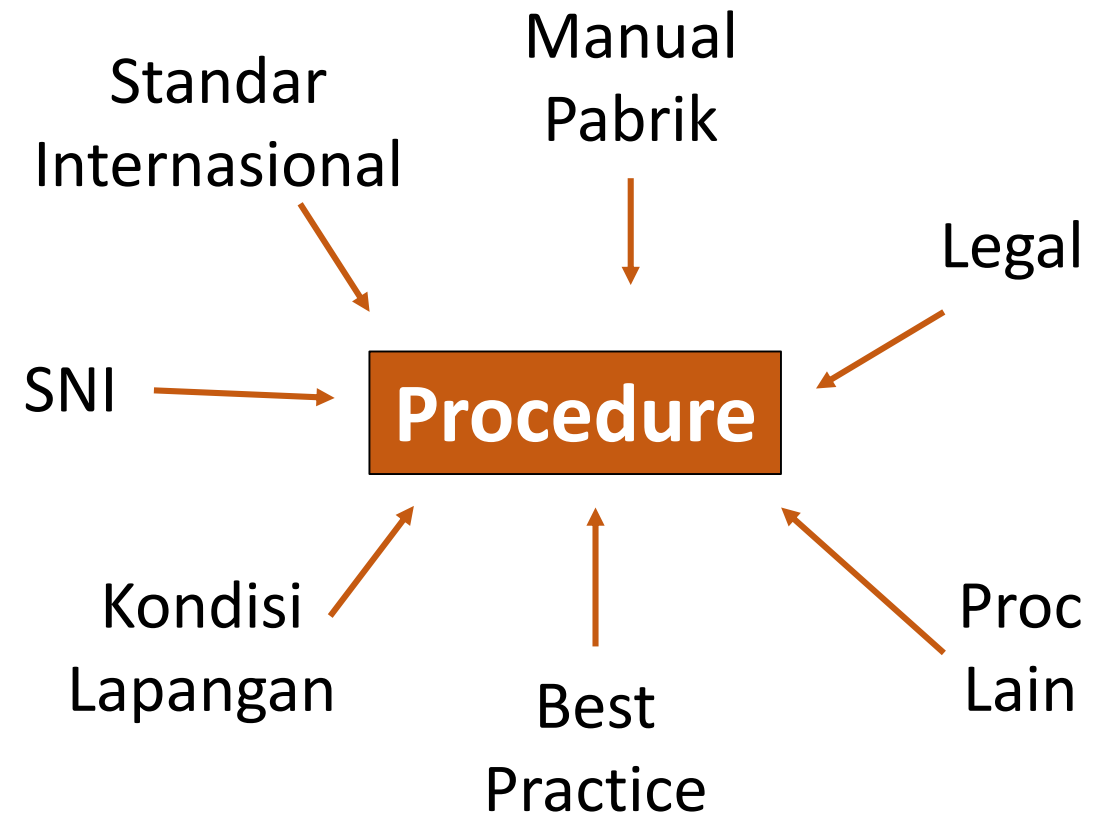 Manual
Pabrik
Standar
Internasional
Legal
SNI
Procedure
Kondisi
Lapangan
Proc
Lain
Best
Practice